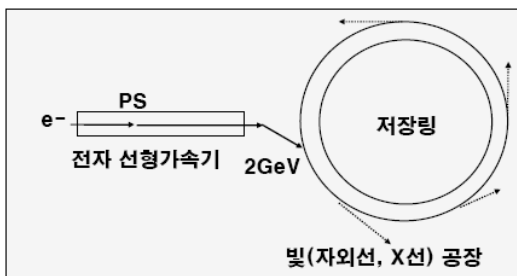 PS
e-
전자 선형가속기
2GeV
저장링
빛(자외선, X선) 공장